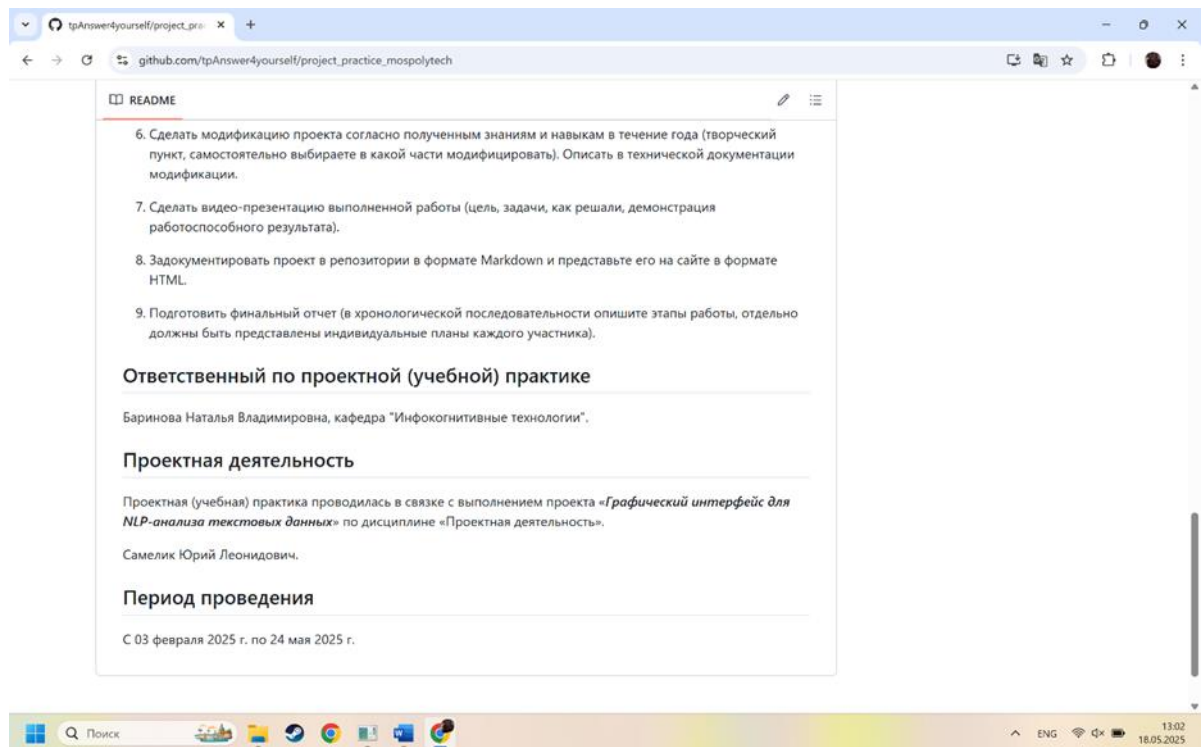 tpAnswer4yourself/project_pra
github.com/tpAnswer4yourself/project_practice_mospolytech
README
6. Сделать модификацию проекта согласно полученным знаниям и навыкам в течение года (творческий
пункт, самостоятельно выбираете в какой части модифицировать). Описать в технической документации
модификации.
7. Сделать видео-презентацию выполненной работы (цель, задачи, как решали, демонстрация
работоспособного результата).
8. Задокументировать проект в репозитории в формате Markdown и представьте его на сайте в формате
HTML.
9. Подготовить финальный отчет (в хронологической последовательности опишите этапы работы, отдельно
должны быть представлены индивидуальные планы каждого участника).
Ответственный по проектной (учебной) практике
Баринова Наталья Владимировна, кафедра "Инфокогнитивные технологии".
Проектная деятельность
Проектная (учебная) практика проводилась в связке с выполнением проекта «Графический интерфейс для
NLP-анализа текстовых данных» по дисциплине «Проектная деятельность».
Самелик Юрий Леонидович.
Период проведения
С 03 февраля 2025 г. по 24 мая 2025 г.
Поиск
ENG
13:02
18.05.2025